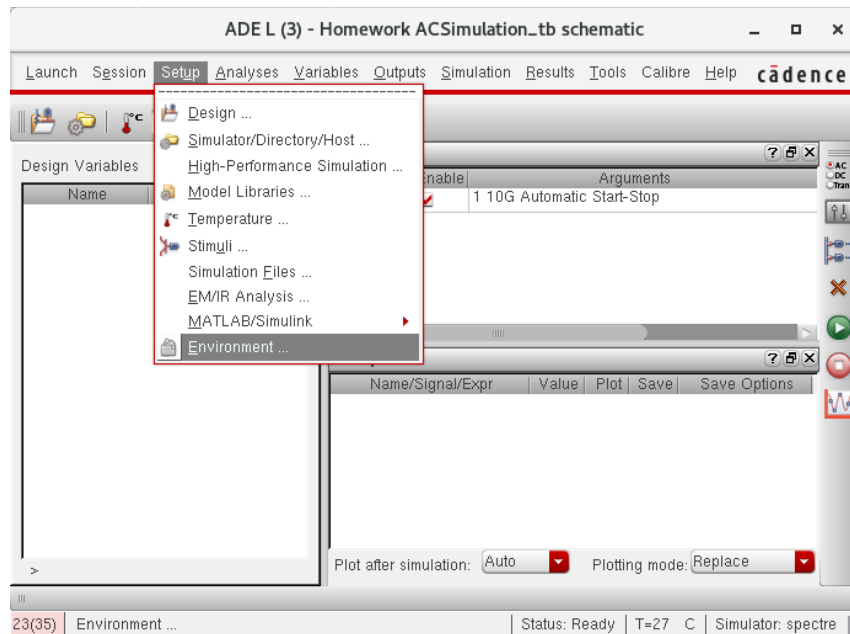 ADE L (3) - Homework ACSimulation_tb schematic
Launch Session Setup Analyses Variables Outputs Simulation Results Tools Calibre Help cādence
Design ...
Simulator/Directory/Host ...
High-Performance Simulation ...
Model Libraries ...
Temperature ...
Stimuli ...
Simulation Files ...
EM/IR Analysis ...
MATLAB/Simulink
Environment ...
°C
Design Variables
Name
Enable Arguments
1 10G Automatic Start-Stop
AC
DC
Tran
Name/Signal/Expr Value Plot Save Save Options
Plot after simulation: Auto Plotting mode: Replace
>
23(35) Environment ... Status: Ready T=27 C Simulator: spectre